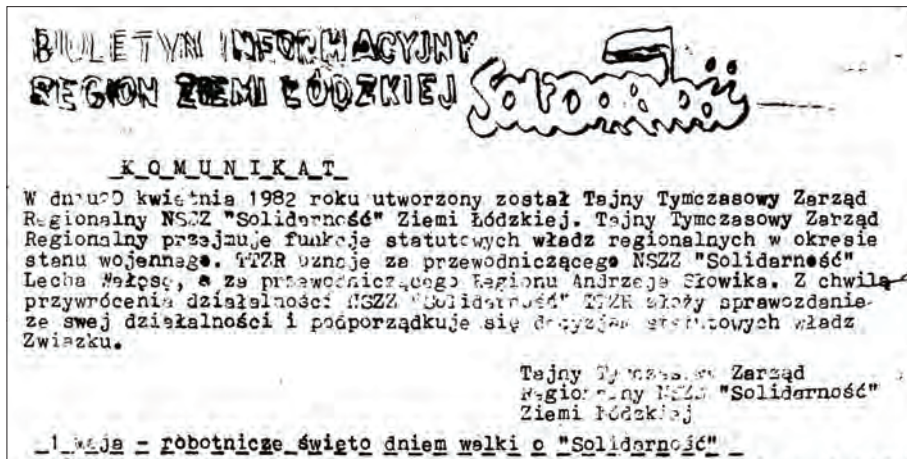 BIULETYN INFORMACYJNY
REGION ZIEMI ŁÓDZKIEJ Solidarność
KOMUNIKAT
W dniu kwietnia 1982 roku utworzony został Tajny Tymczasowy Zarząd
Regionalny NSZZ "Solidarność" Ziemi Łódzkiej. Tajny Tymczasowy Zarząd
Regionalny przejmuje funkcje statutowych władz regionalnych w okresie
stanu wojennego. TTZR uznaje za przewodniczącego NSZZ "Solidarność"
Lecha Wałęsę, a za przewodniczącego Regionu Andrzeja Słowika. Z chwilą
przywrócenia działalności NSZZ "Solidarność" TTZR złoży sprawozdanie
ze swej działalności i podporządkuje się decyzjom statutowych władz
Związku.
Tajny Tymczasowy Zarząd
Regionalny NSZZ "Solidarność"
Ziemi Łódzkiej
1 maja - robotnicze święto dniem walki o "Solidarność"